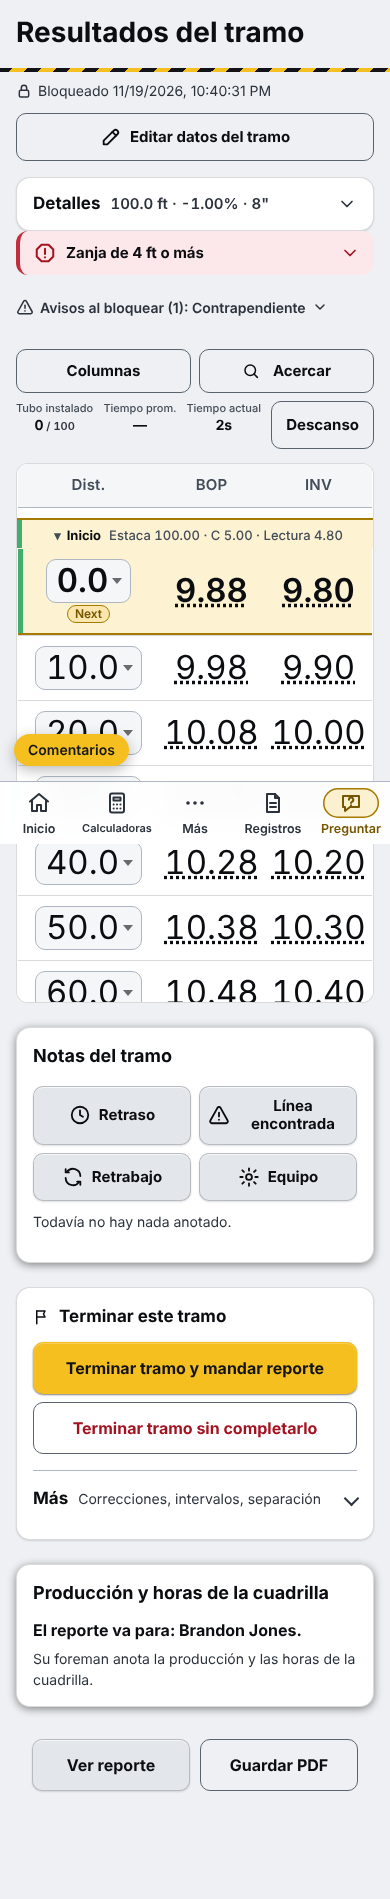 Resultados del tramo
Bloqueado 11/19/2026, 10:40:31 PM
Editar datos del tramo
Detalles 100.0 ft · -1.00% · 8"
Zanja de 4 ft o más
Avisos al bloquear (1): Contrapendiente
Columnas
Acercar
Tubo instalado Tiempo prom. Tiempo actual
0 / 100 — 2s
Descanso
Dist. BOP INV
▾ Inicio Estaca 100.00 · C 5.00 · Lectura 4.80
0.0 9.88 9.80
Next
10.0 9.98 9.90
20.0 10.08 10.00
Comentarios
Inicio Calculadoras Más Registros Preguntar
40.0 10.28 10.20
50.0 10.38 10.30
60.0 10.48 10.40
Notas del tramo
Retraso
Línea encontrada
Retrabajo
Equipo
Todavía no hay nada anotado.
Terminar este tramo
Terminar tramo y mandar reporte
Terminar tramo sin completarlo
Más Correcciones, intervalos, separación
Producción y horas de la cuadrilla
El reporte va para: Brandon Jones.
Su foreman anota la producción y las horas de la
cuadrilla.
Ver reporte
Guardar PDF